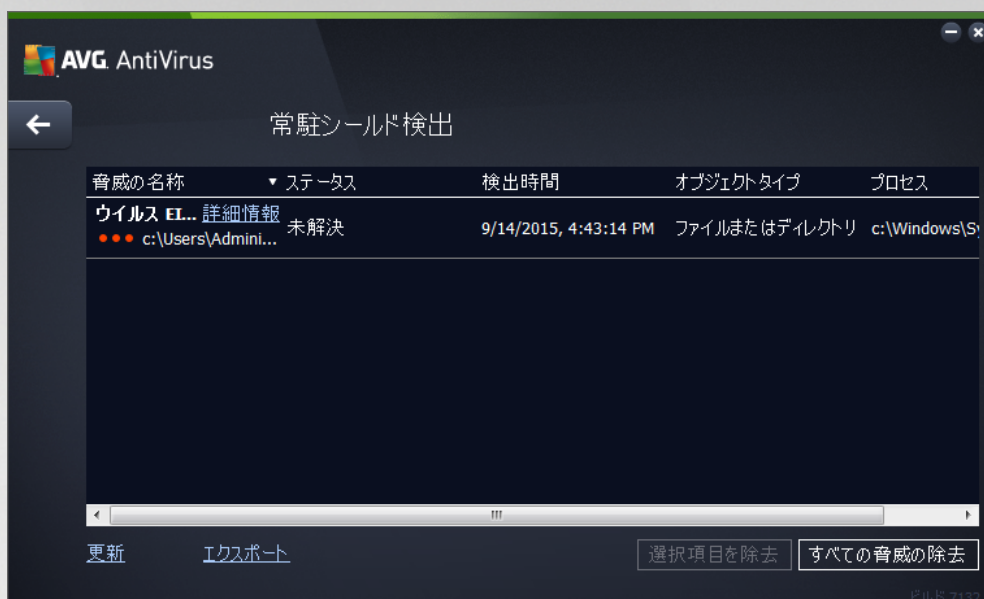 AVG. AntiVirus
常駐シールド検出
脅威の名称 ステータス 検出時間 オブジェクトタイプ プロセス
ウイルス EI... 詳細情報
未解決 9/14/2015, 4:43:14 PM ファイルまたはディレクトリ c:\Windows\Sy
c:\Users\Admini...
更新 エクスポート 選択項目を除去 すべての脅威の除去
ビルド 7132